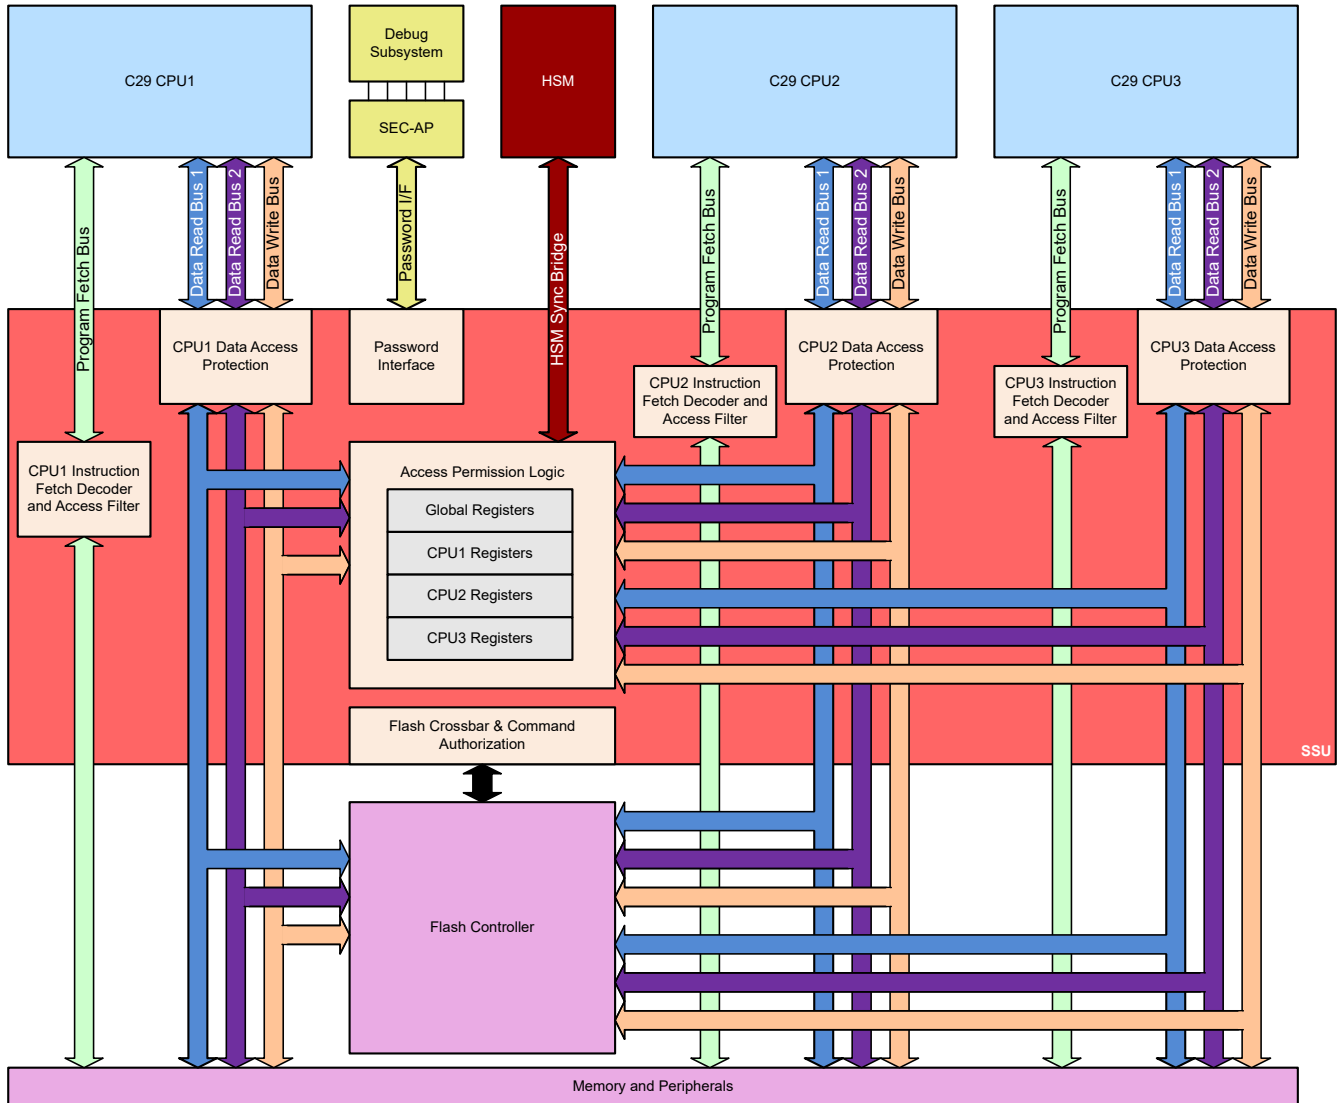 C29 CPU1
Debug
Subsystem
SEC-AP
HSM
C29 CPU2
C29 CPU3
Program Fetch Bus
Data Read Bus 1
Data Read Bus 2
Data Write Bus
Password I/F
HSM Sync Bridge
Program Fetch Bus
Data Read Bus 1
Data Read Bus 2
Data Write Bus
Program Fetch Bus
Data Read Bus 1
Data Read Bus 2
Data Write Bus
CPU1 Data Access
Protection
Password
Interface
CPU2 Data Access
Protection
CPU3 Data Access
Protection
CPU2 Instruction
Fetch Decoder and
Access Filter
CPU3 Instruction
Fetch Decoder
and Access Filter
CPU1 Instruction
Fetch Decoder
and Access Filter
Access Permission Logic
Global Registers
CPU1 Registers
CPU2 Registers
CPU3 Registers
Flash Crossbar & Command
Authorization
SSU
Flash Controller
Memory and Peripherals